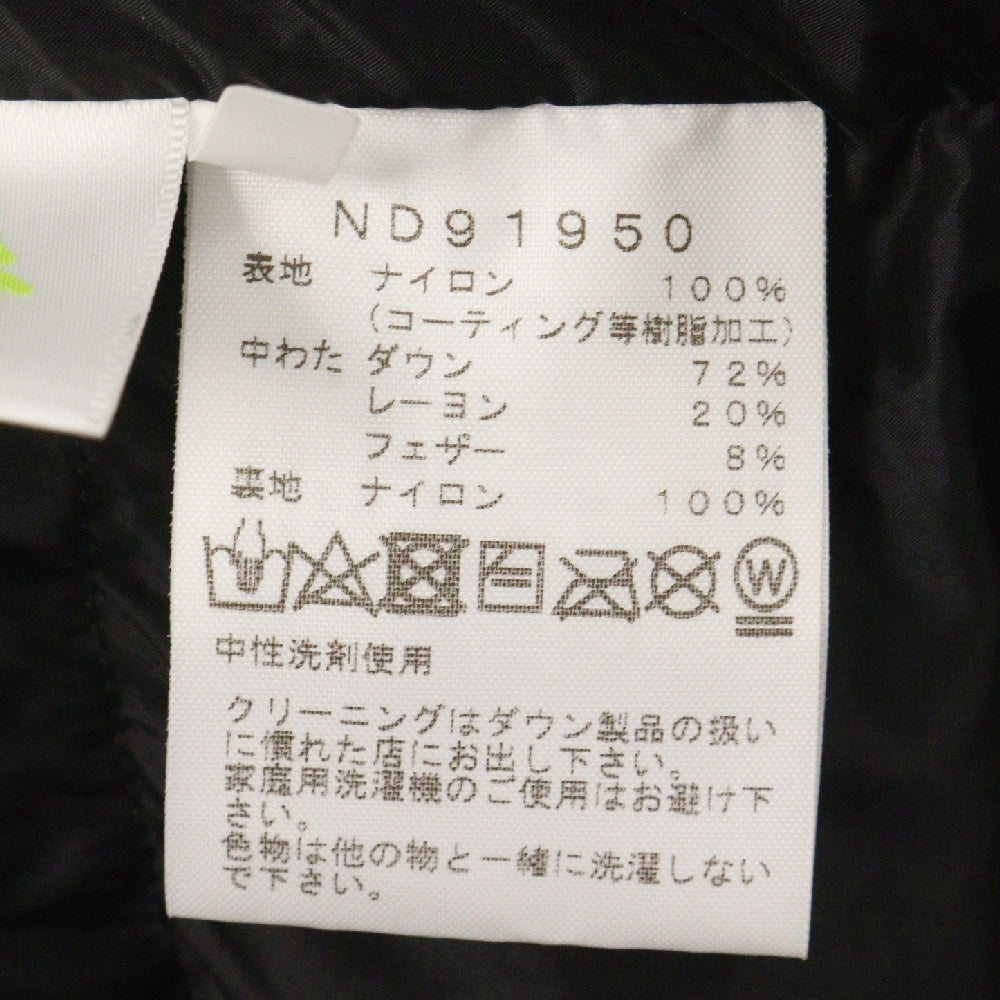 ND91950
表地 ナイロン 100%
(コーティング等樹脂加工)
中わた ダウン 72%
レーヨン 20%
フェザー 8%
裏地 ナイロン 100%
W
中性洗剤使用
クリーニングはダウン製品の扱い
に慣れた店にお出し下さい。
家庭用洗濯機のご使用はお避け下
さい。
色物は他の物と一緒に洗濯しない
で下さい。